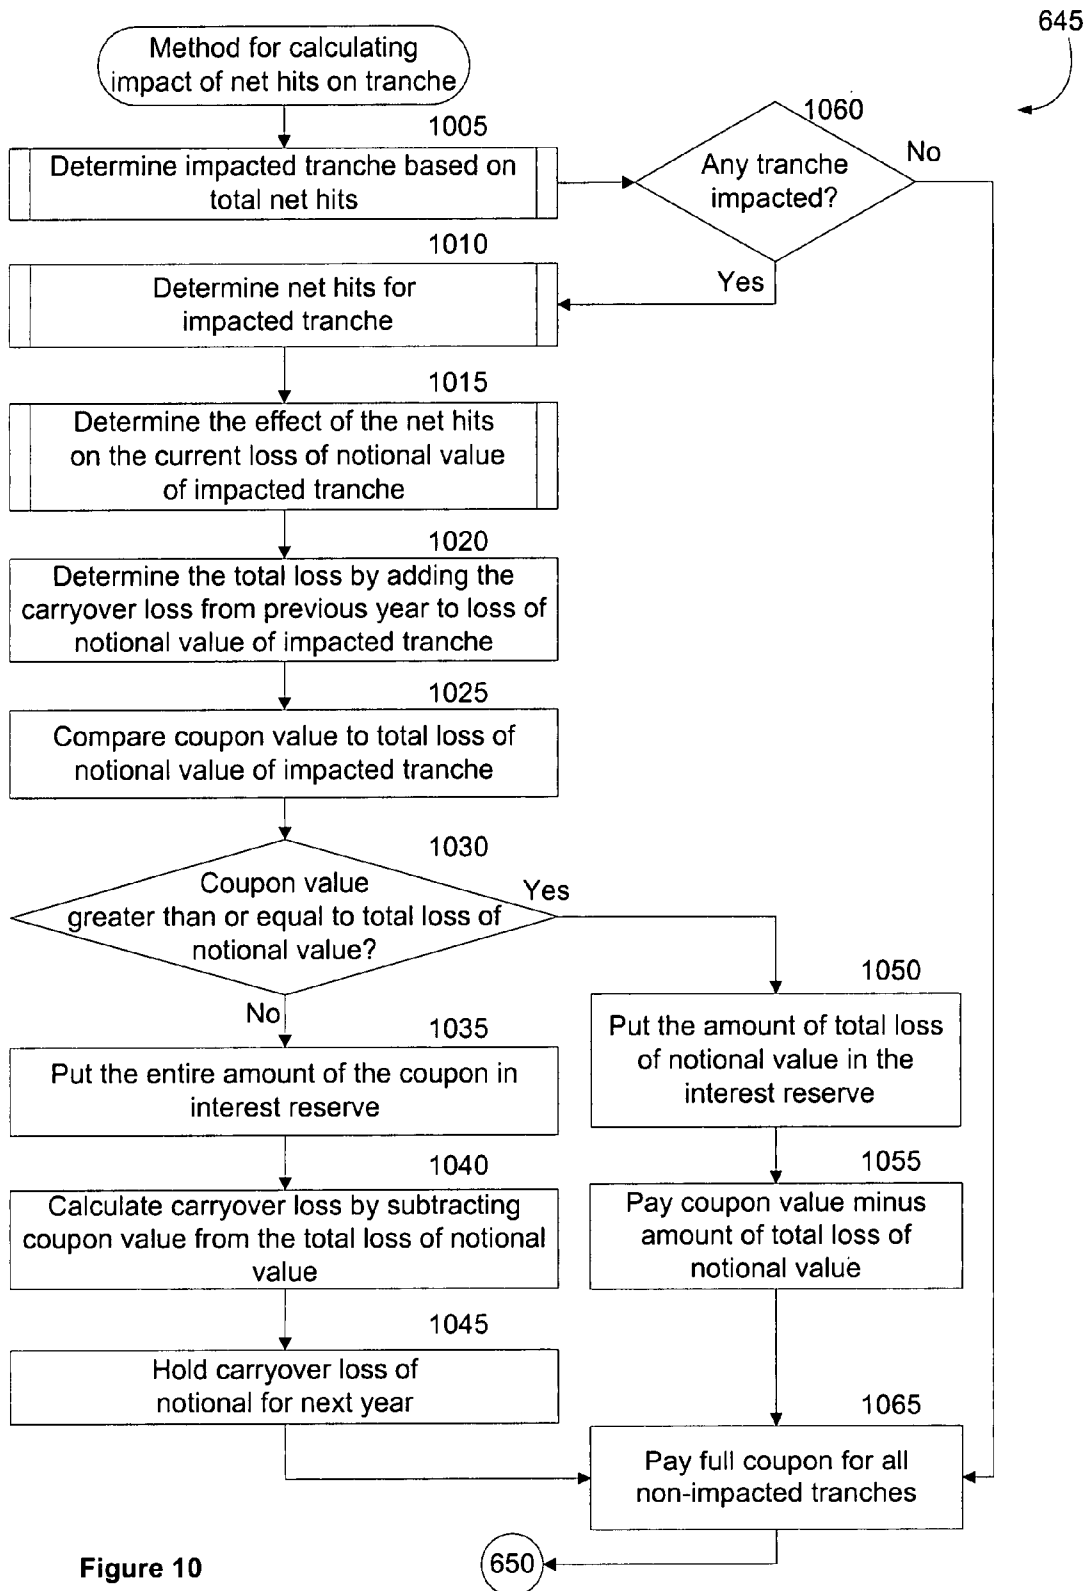 645
Method for calculating
impact of net hits on tranche
1005
Determine impacted tranche based on
total net hits
1060
Any tranche
impacted?
No
Yes
1010
Determine net hits for
impacted tranche
1015
Determine the effect of the net hits
on the current loss of notional value
of impacted tranche
1020
Determine the total loss by adding the
carryover loss from previous year to loss of
notional value of impacted tranche
1025
Compare coupon value to total loss of
notional value of impacted tranche
1030
Coupon value
greater than or equal to total loss of
notional value?
Yes
No
1035
Put the entire amount of the coupon in
interest reserve
1040
Calculate carryover loss by subtracting
coupon value from the total loss of notional
value
1045
Hold carryover loss of
notional for next year
1050
Put the amount of total loss
of notional value in the
interest reserve
1055
Pay coupon value minus
amount of total loss of
notional value
1065
Pay full coupon for all
non-impacted tranches
650
Figure 10